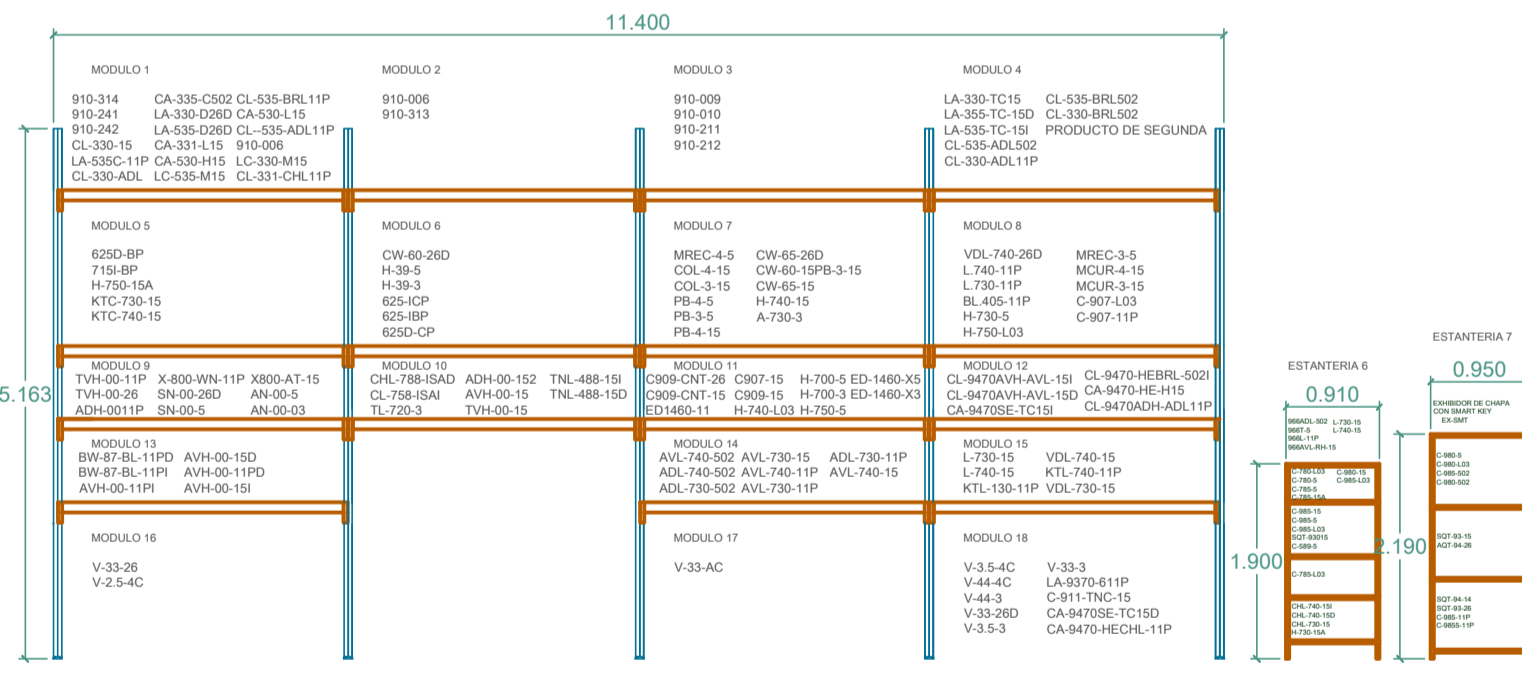 11.400
MODULO 1
910-314 CA-335-C502 CL-535-BRL11P
910-241 LA-330-D26D CA-530-L15
910-242 LA-535-D26D CL--535-ADL11P
CL-330-15 CA-331-L15 910-006
LA-535C-11P CA-530-H15 LC-330-M15
CL-330-ADL LC-535-M15 CL-331-CHL11P
MODULO 2
910-006
910-313
MODULO 3
910-009
910-010
910-211
910-212
MODULO 4
LA-330-TC15 CL-535-BRL502
LA-355-TC-15D CL-330-BRL502
LA-535-TC-15I PRODUCTO DE SEGUNDA
CL-535-ADL502
CL-330-ADL11P
5.163
MODULO 5
625D-BP
715I-BP
H-750-15A
KTC-730-15
KTC-740-15
MODULO 6
CW-60-26D
H-39-5
H-39-3
625-ICP
625-IBP
625D-CP
MODULO 7
MREC-4-5 CW-65-26D
COL-4-15 CW-60-15PB-3-15
COL-3-15 CW-65-15
PB-4-5 H-740-15
PB-3-5 A-730-3
PB-4-15
MODULO 8
VDL-740-26D MREC-3-5
L.740-11P MCUR-4-15
L.730-11P MCUR-3-15
BL.405-11P C-907-L03
H-730-5 C-907-11P
H-750-L03
MODULO 9
TVH-00-11P X-800-WN-11P X800-AT-15
TVH-00-26 SN-00-26D AN-00-5
ADH-0011P SN-00-5 AN-00-03
MODULO 10
CHL-788-ISAD ADH-00-152 TNL-488-15I
CL-758-ISAI AVH-00-15 TNL-488-15D
TL-720-3 TVH-00-15
MODULO 11
C909-CNT-26 C907-15 H-700-5 ED-1460-X5
C909-CNT-15 C909-15 H-700-3 ED-1460-X3
ED1460-11 H-740-L03 H-750-5
MODULO 12
CL-9470AVH-AVL-15I CL-9470-HEBRL-502I
CL-9470AVH-AVL-15D CA-9470-HE-H15
CA-9470SE-TC15I CL-9470ADH-ADL11P
MODULO 13
BW-87-BL-11PD AVH-00-15D
BW-87-BL-11PI AVH-00-11PD
AVH-00-11PI AVH-00-15I
MODULO 14
AVL-740-502 AVL-730-15 ADL-730-11P
ADL-740-502 AVL-740-11P AVL-740-15
ADL-730-502 AVL-730-11P
MODULO 15
L-730-15 VDL-740-15
L-740-15 KTL-740-11P
KTL-130-11P VDL-730-15
MODULO 16
V-33-26
V-2.5-4C
MODULO 17
V-33-AC
MODULO 18
V-3.5-4C V-33-3
V-44-4C LA-9370-611P
V-44-3 C-911-TNC-15
V-33-26D CA-9470SE-TC15D
V-3.5-3 CA-9470-HECHL-11P
ESTANTERIA 6
0.910
966ADL-502 L-730-15
966T-5 L-740-15
966L-11P
966AVL-RH-15
1.900
C-780-L03 C-980-15
C-780-5 C-985-L03
C-785-5
C-785-15A
C-985-15
C-985-5
C-985-L03
SQT-93015
C-589-5
C-785-L03
CHL-740-15I
CHL-740-15D
CHL-730-15
H-730-15A
ESTANTERIA 7
0.950
EXHIBIDOR DE CHAPA
CON SMART KEY
EX-SMT
2.190
C-980-5
C-980-L03
C-985-502
C-980-502
SQT-93-15
AQT-94-26
SQT-94-14
SQT-93-26
C-985-11P
C-9855-11P